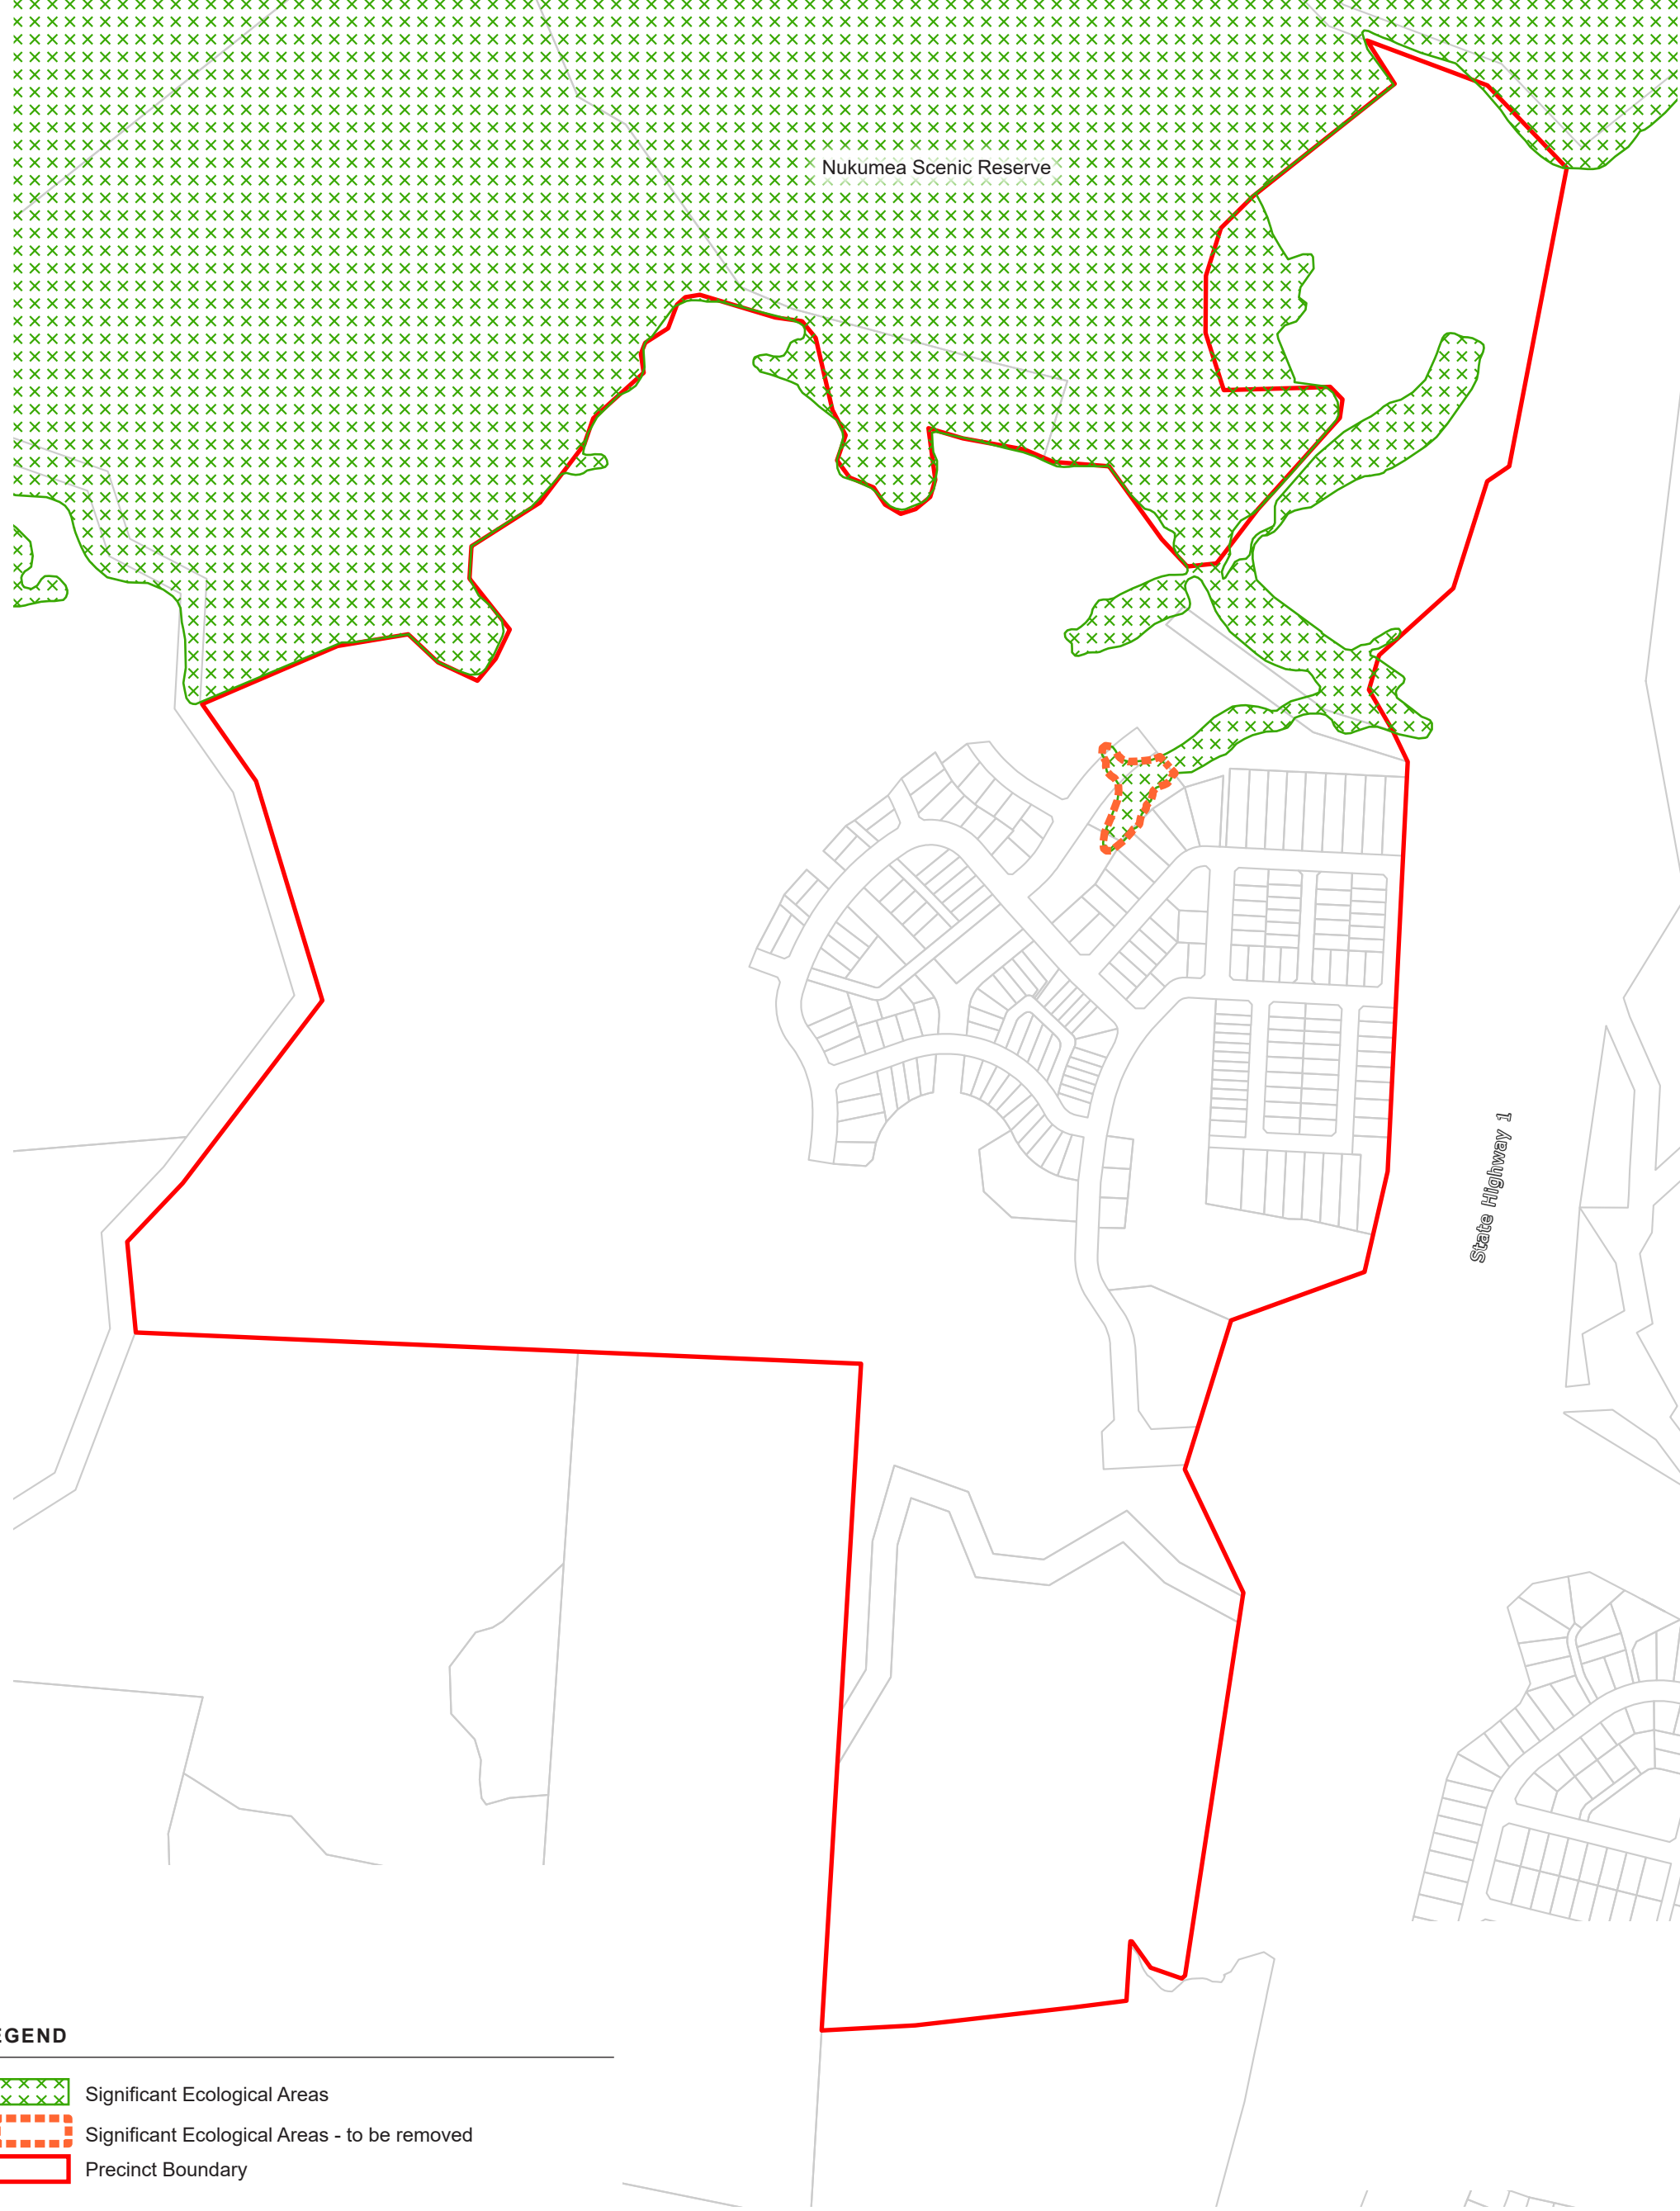 Nukumea Scenic Reserve
State Highway 1
EGEND
Significant Ecological Areas
Significant Ecological Areas - to be removed
Precinct Boundary